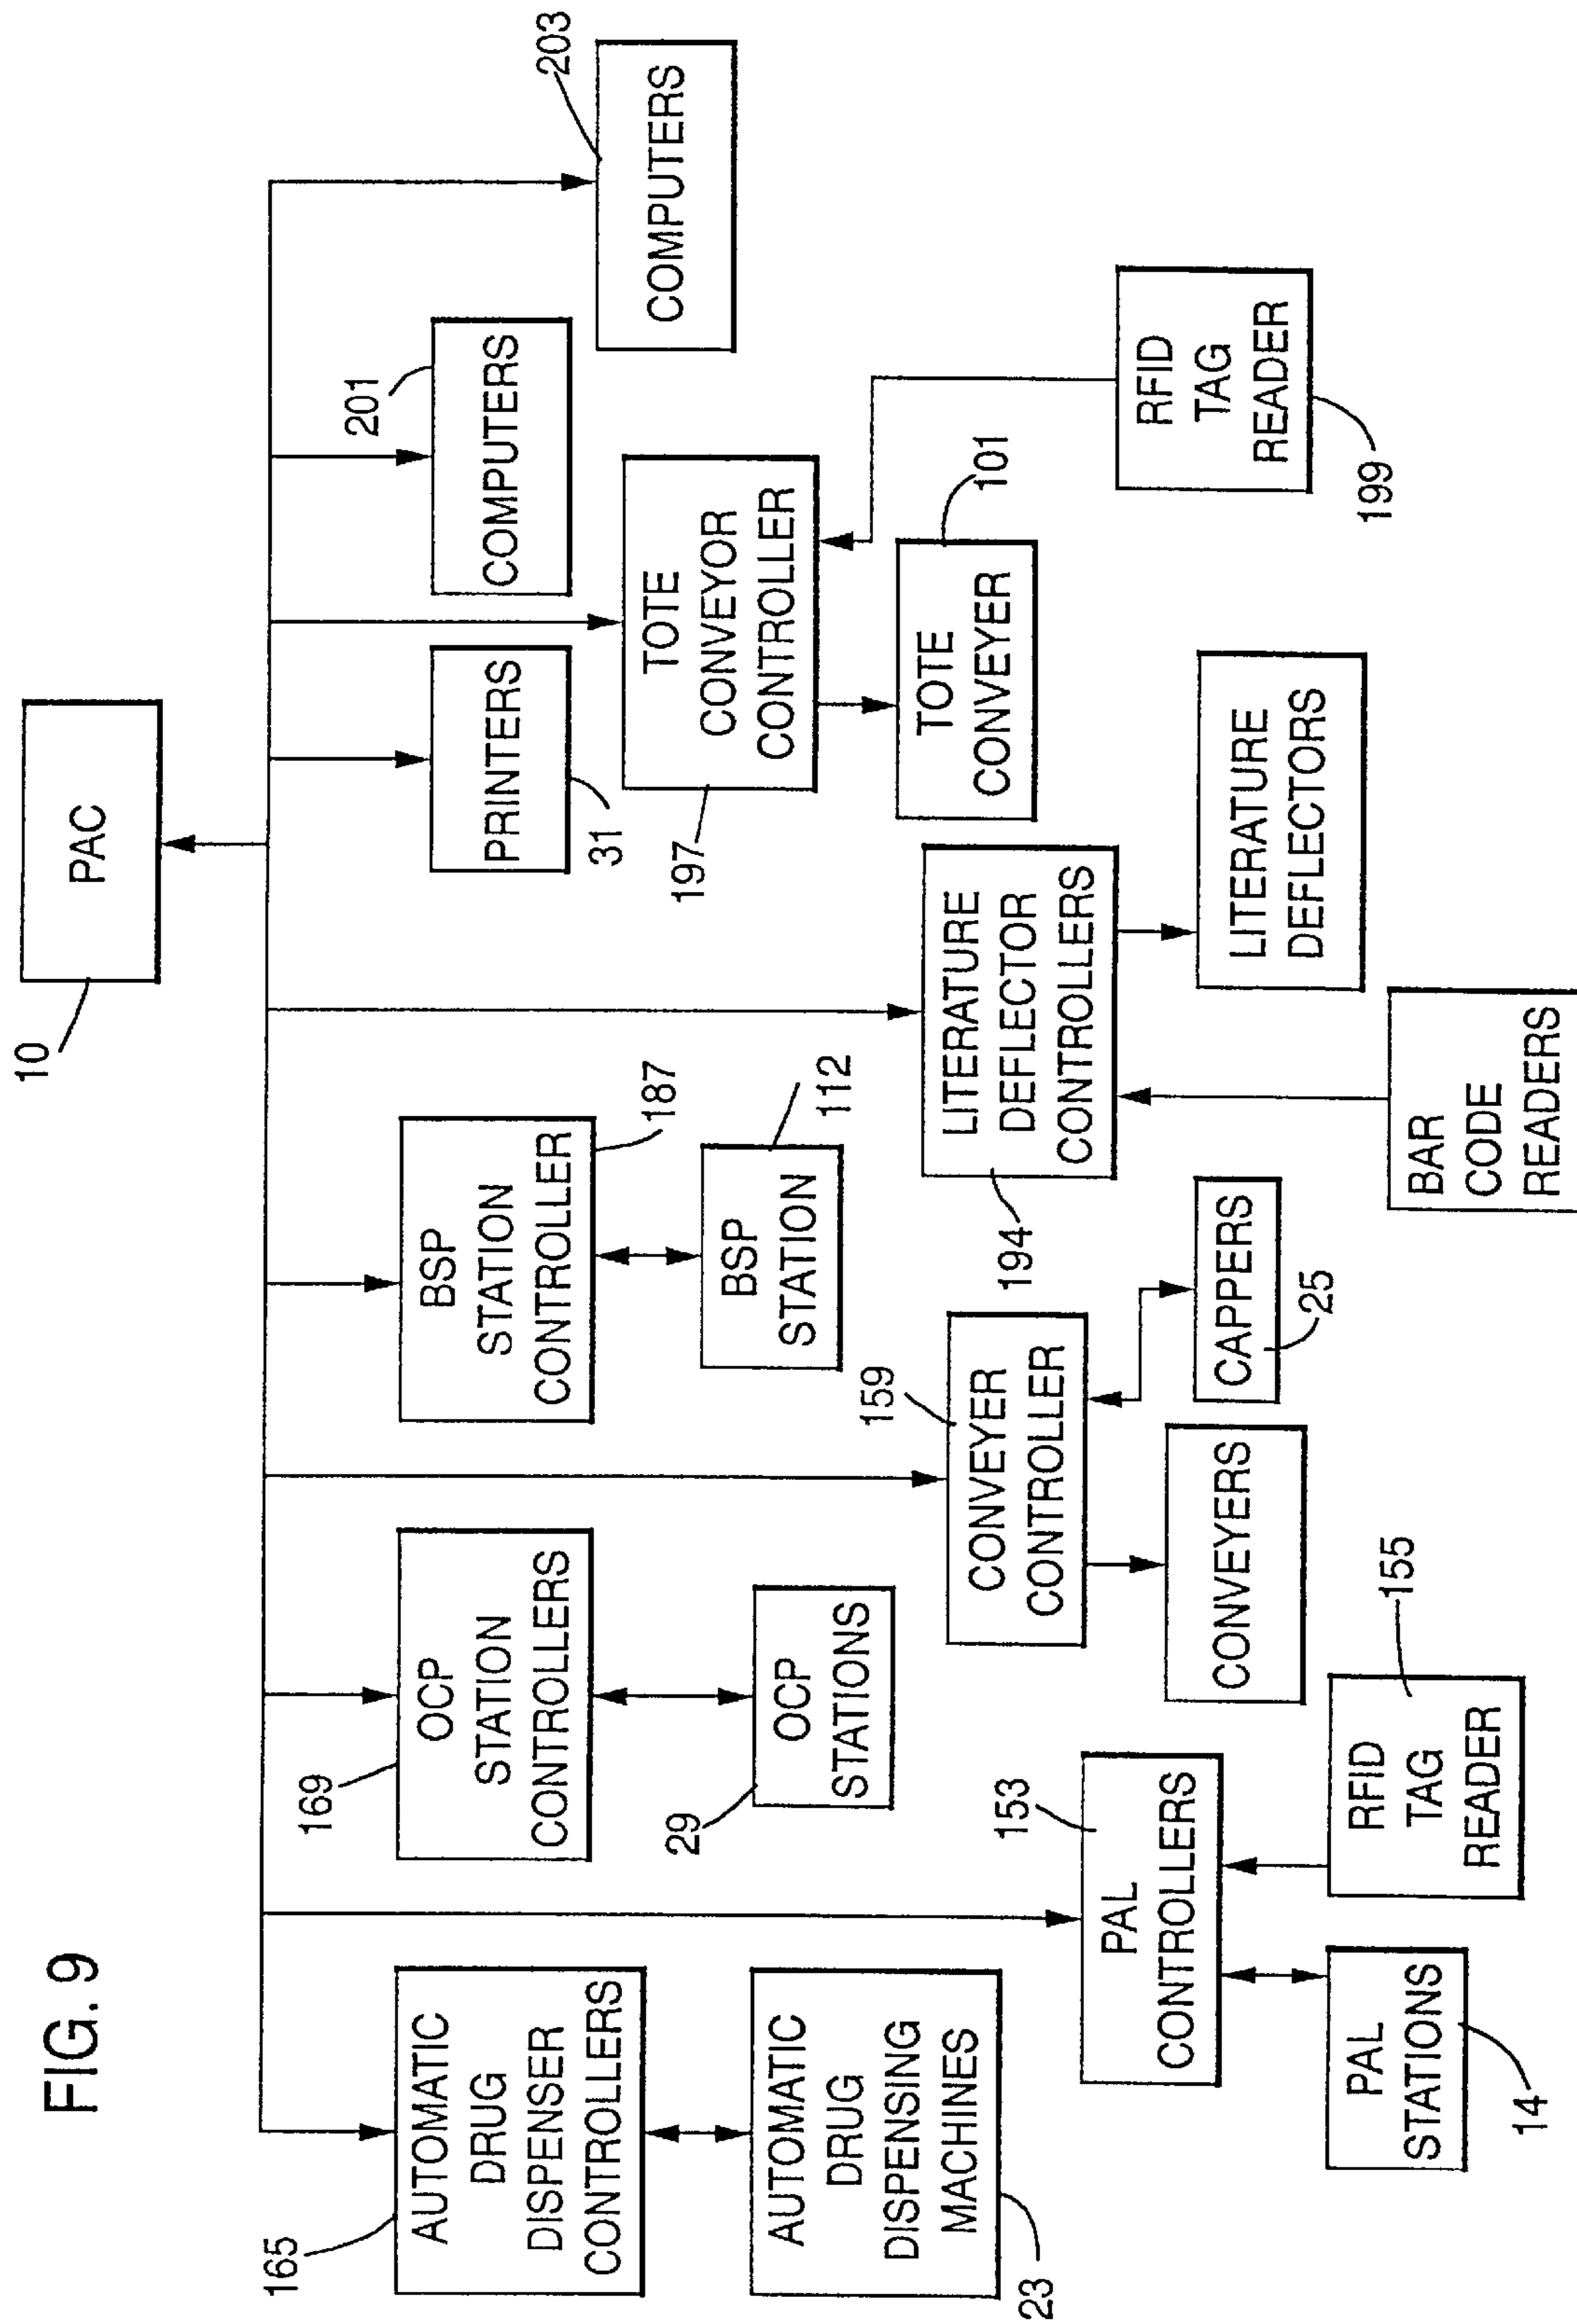 FIG. 9
10
PAC
165
AUTOMATIC
DRUG
DISPENSER
CONTROLLERS
23
AUTOMATIC
DRUG
DISPENSING
MACHINES
153
PAL
CONTROLLERS
14
PAL
STATIONS
155
RFID
TAG
READER
169
OCP
STATION
CONTROLLERS
29
OCP
STATIONS
159
CONVEYER
CONTROLLER
CONVEYERS
CAPPERS
25
BSP
STATION
CONTROLLER
187
BSP
STATION
112
194
LITERATURE
DEFLECTOR
CONTROLLERS
LITERATURE
DEFLECTORS
BAR
CODE
READERS
PRINTERS
31
197
TOTE
CONVEYOR
CONTROLLER
TOTE
CONVEYER
101
RFID
TAG
READER
199
201
COMPUTERS
203
COMPUTERS